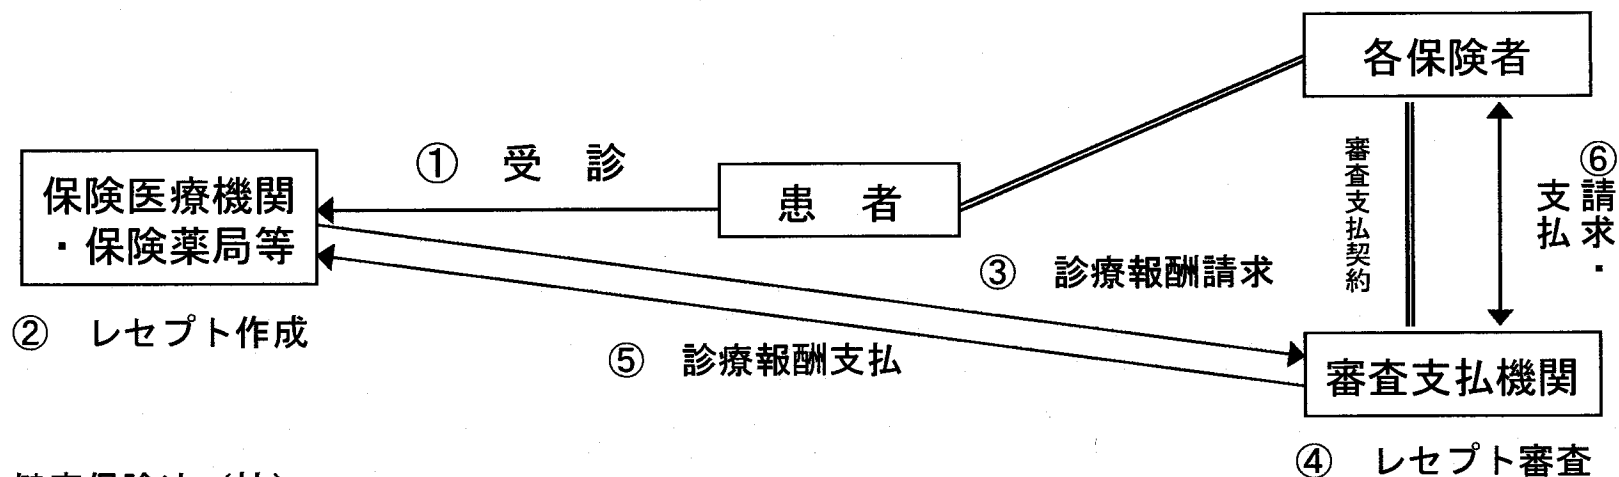 各保険者
① 受 診
保険医療機関
・保険薬局等
患 者
審査支払契約
⑥請求・
支払
③ 診療報酬請求
② レセプト作成
⑤ 診療報酬支払
審査支払機関
④ レセプト審査